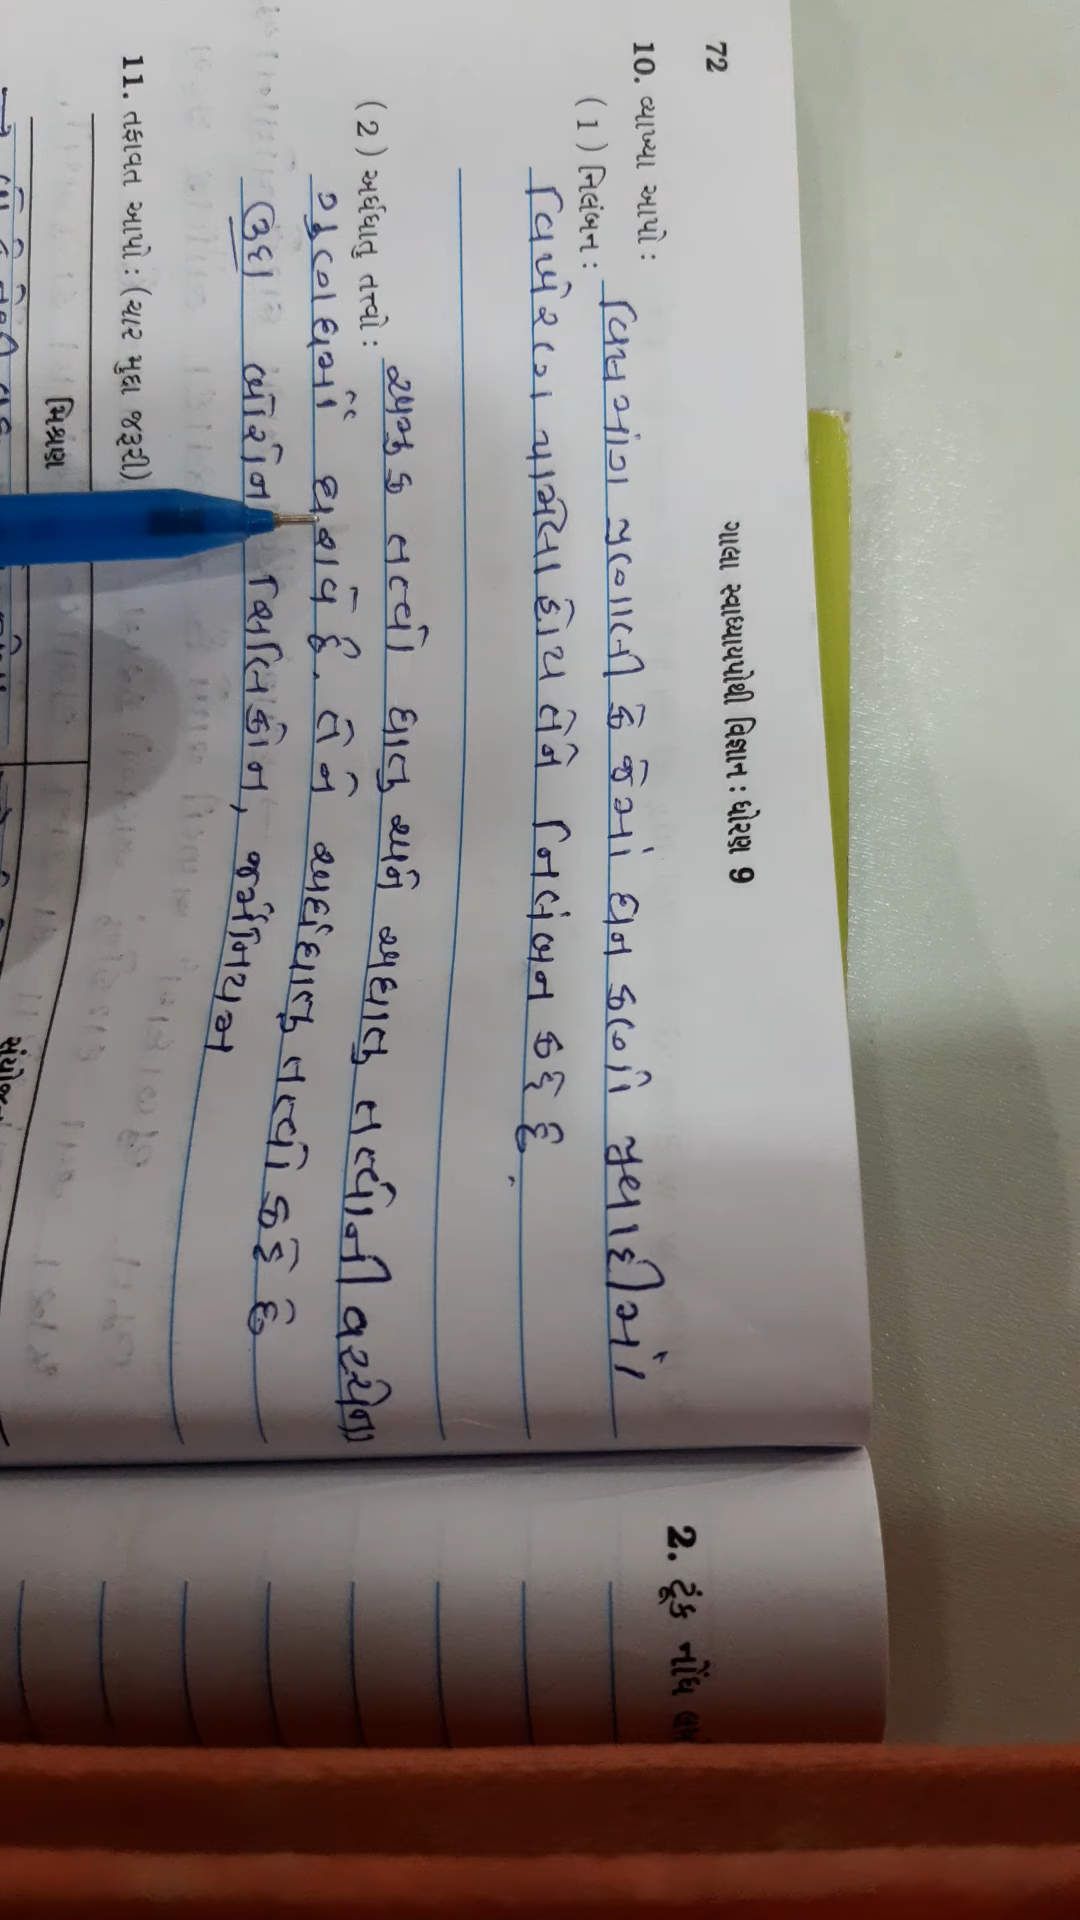 72
ગાલા સ્વાધ્યાયપોથી વિજ્ઞાન : ધોરણ 9
10. વ્યાખ્યા આપો :
(1) નિલંબન :
વિષમાંગ મુળાલી કે જેમાં ઘન કણો મુલાહીમાં
વિખેરણ પામેલા હોય તેને નિલંબન કહે છે.
(2) અર્ધધાતુ તત્ત્વો :
અમુક તત્વો ધાતુ અને અધાતુ તત્વોની વચ્ચેના
ગુણધર્મો ધરાવે છે. તેને અર્ધધાતુ તત્વો કહે છે
ઉદા બોરોન સિલિકોન, જર્મેનિયમ
11. તફાવત આપો : (ચાર મુદ્દા જરૂરી)
મિશ્રણ
2. ટૂંક નોંધ